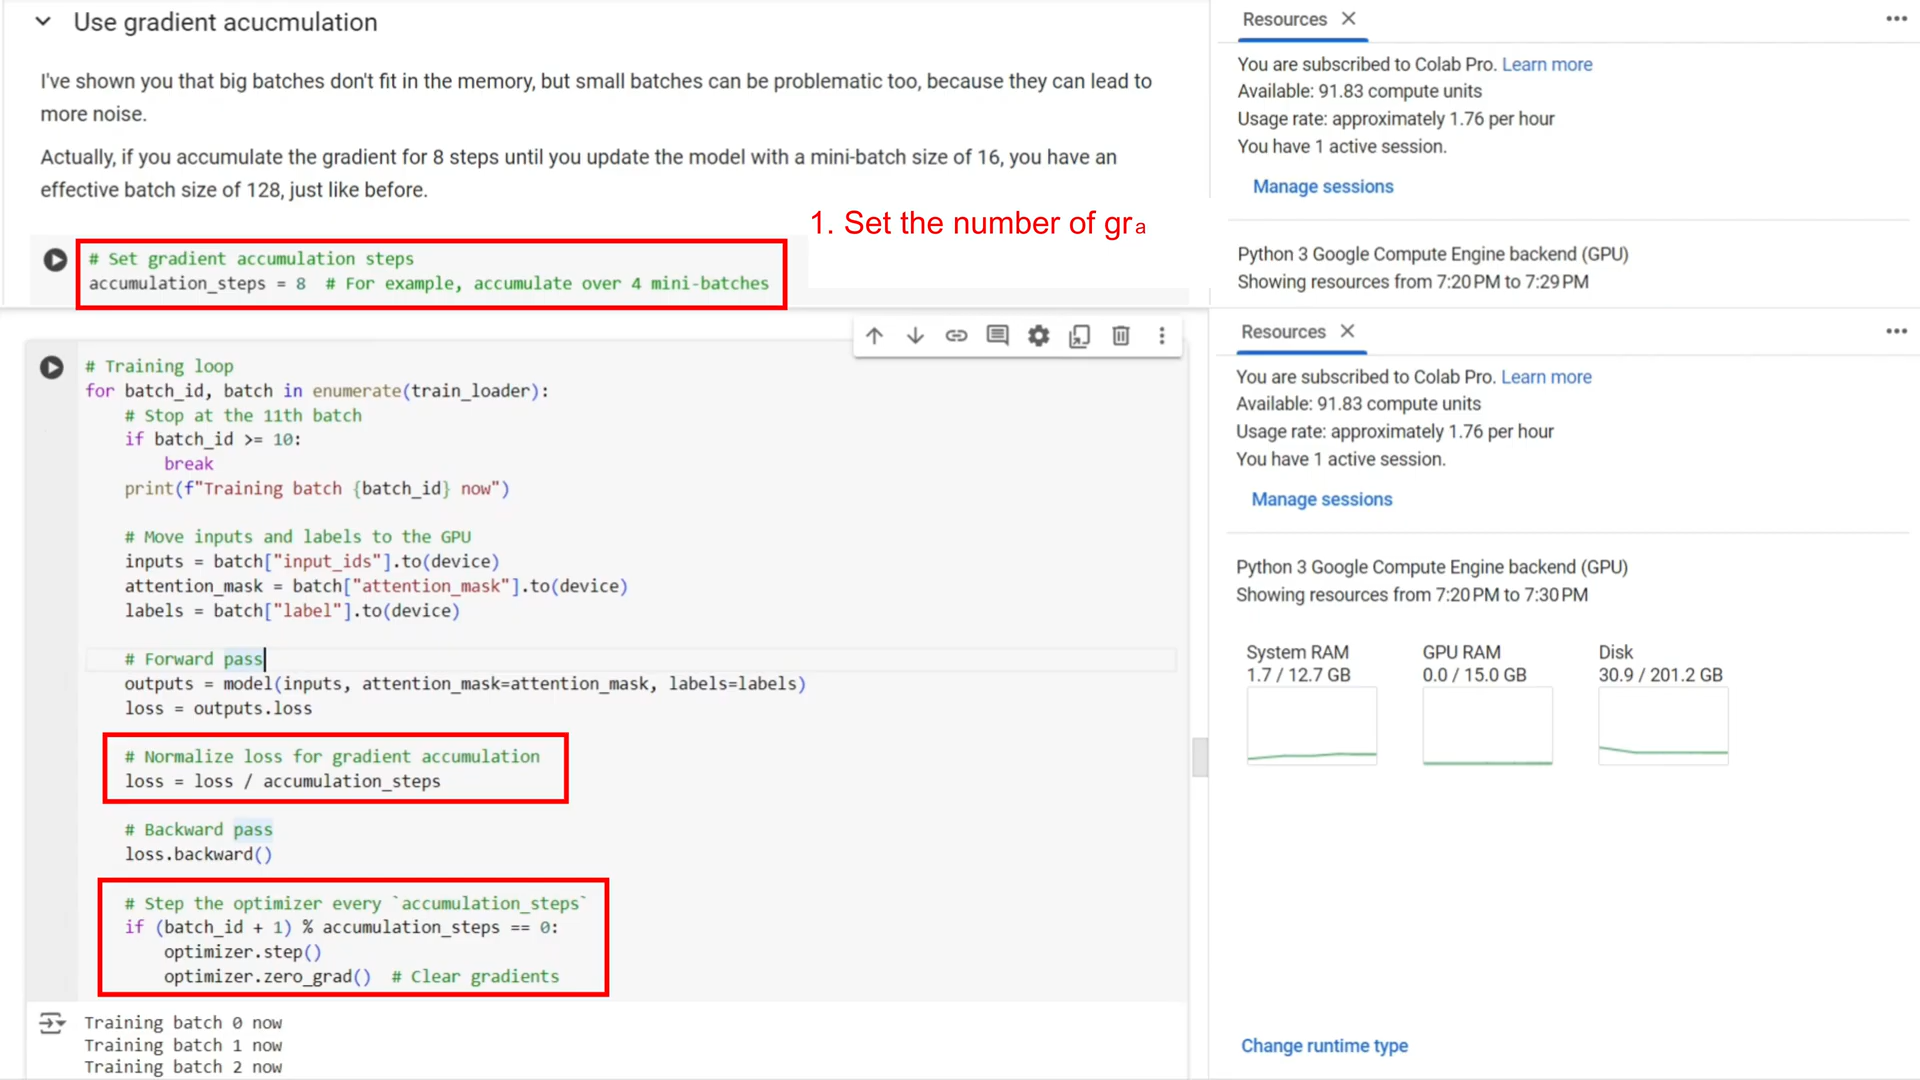 Use gradient acucmulation
I've shown you that big batches don't fit in the memory, but small batches can be problematic too, because they can lead to
more noise.
Actually, if you accumulate the gradient for 8 steps until you update the model with a mini-batch size of 16, you have an
effective batch size of 128, just like before.
1. Set the number of gra
# Set gradient accumulation steps
accumulation_steps = 8  # For example, accumulate over 4 mini-batches
Resources
You are subscribed to Colab Pro. Learn more
Available: 91.83 compute units
Usage rate: approximately 1.76 per hour
You have 1 active session.
Manage sessions
Python 3 Google Compute Engine backend (GPU)
Showing resources from 7:20 PM to 7:29 PM
# Training loop
for batch_id, batch in enumerate(train_loader):
    # Stop at the 11th batch
    if batch_id >= 10:
        break
    print(f"Training batch {batch_id} now")
    # Move inputs and labels to the GPU
    inputs = batch["input_ids"].to(device)
    attention_mask = batch["attention_mask"].to(device)
    labels = batch["label"].to(device)
    # Forward pass
    outputs = model(inputs, attention_mask=attention_mask, labels=labels)
    loss = outputs.loss
    # Normalize loss for gradient accumulation
    loss = loss / accumulation_steps
    # Backward pass
    loss.backward()
    # Step the optimizer every `accumulation_steps`
    if (batch_id + 1) % accumulation_steps == 0:
        optimizer.step()
        optimizer.zero_grad()  # Clear gradients
Training batch 0 now
Training batch 1 now
Training batch 2 now
Resources
You are subscribed to Colab Pro. Learn more
Available: 91.83 compute units
Usage rate: approximately 1.76 per hour
You have 1 active session.
Manage sessions
Python 3 Google Compute Engine backend (GPU)
Showing resources from 7:20 PM to 7:30 PM
System RAM
1.7 / 12.7 GB
GPU RAM
0.0 / 15.0 GB
Disk
30.9 / 201.2 GB
Change runtime type